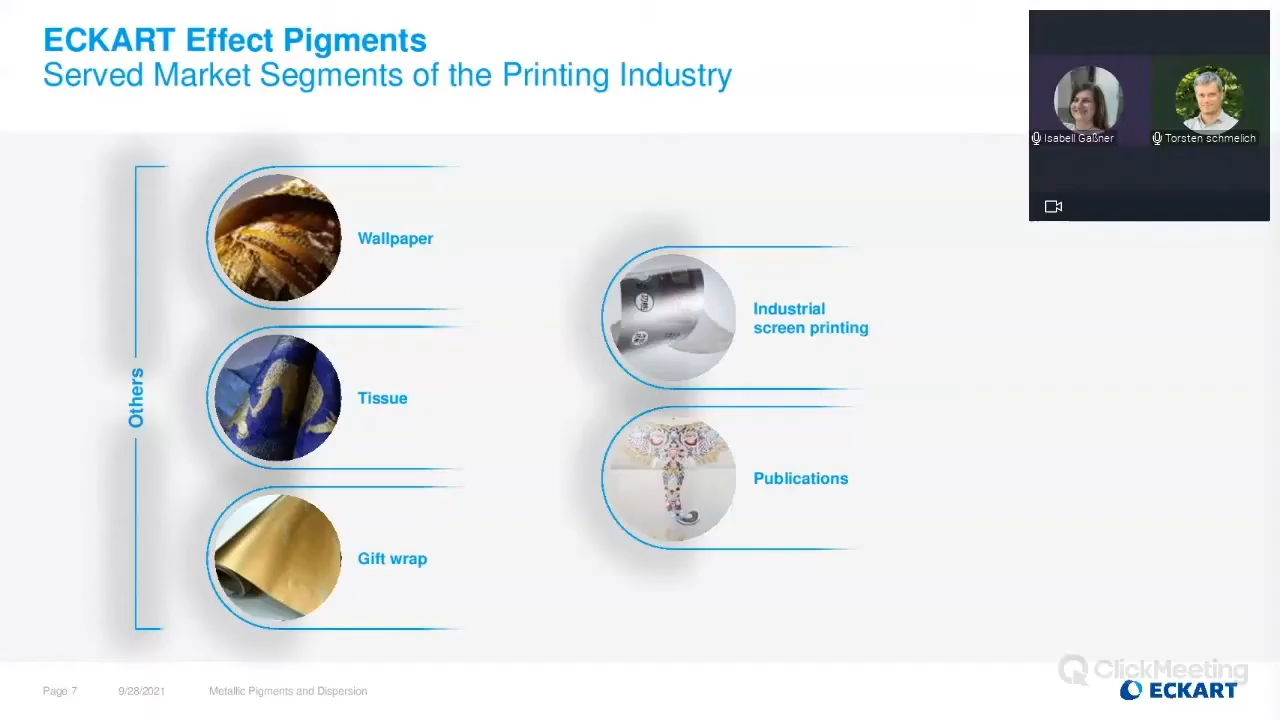 ECKART Effect Pigments
Served Market Segments of the Printing Industry
Isabell Gaßner
Torsten schmelich
Others
Wallpaper
Tissue
Gift wrap
Industrial
screen printing
Publications
Page 7
9/28/2021
Metallic Pigments and Dispersion
ClickMeeting
ECKART